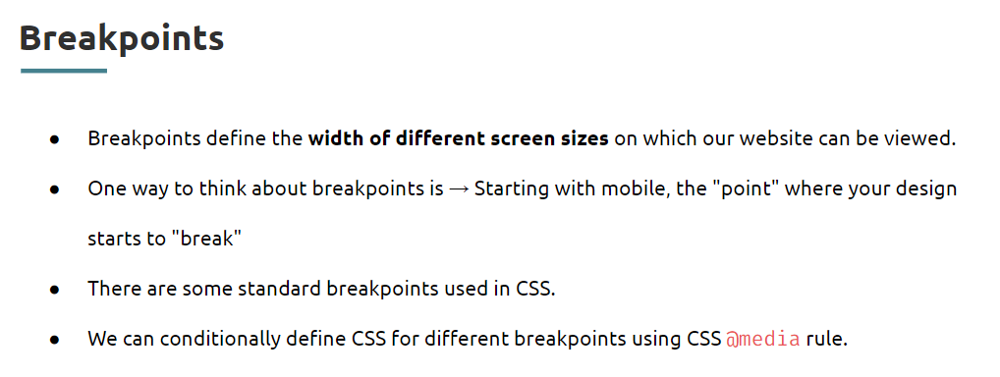 Breakpoints
● Breakpoints define the width of different screen sizes on which our website can be viewed.
● One way to think about breakpoints is → Starting with mobile, the "point" where your design
starts to "break"
● There are some standard breakpoints used in CSS.
● We can conditionally define CSS for different breakpoints using CSS @media rule.